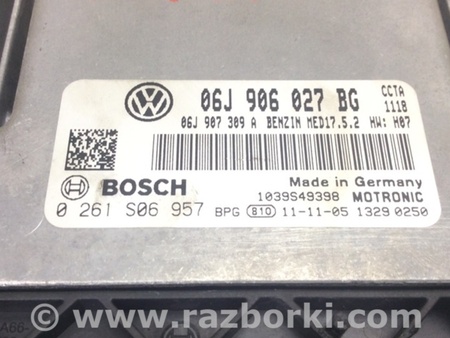 06J 906 027 BG CCTA
1118
06J 907 309 A BENZIN MED17.5.2 HW: H07
BOSCH
Made in Germany
1039S49398 MOTRONIC
0 261 S06 957 BPG 810 11-11-05 1329 0250
A66-
© www.razborki.com